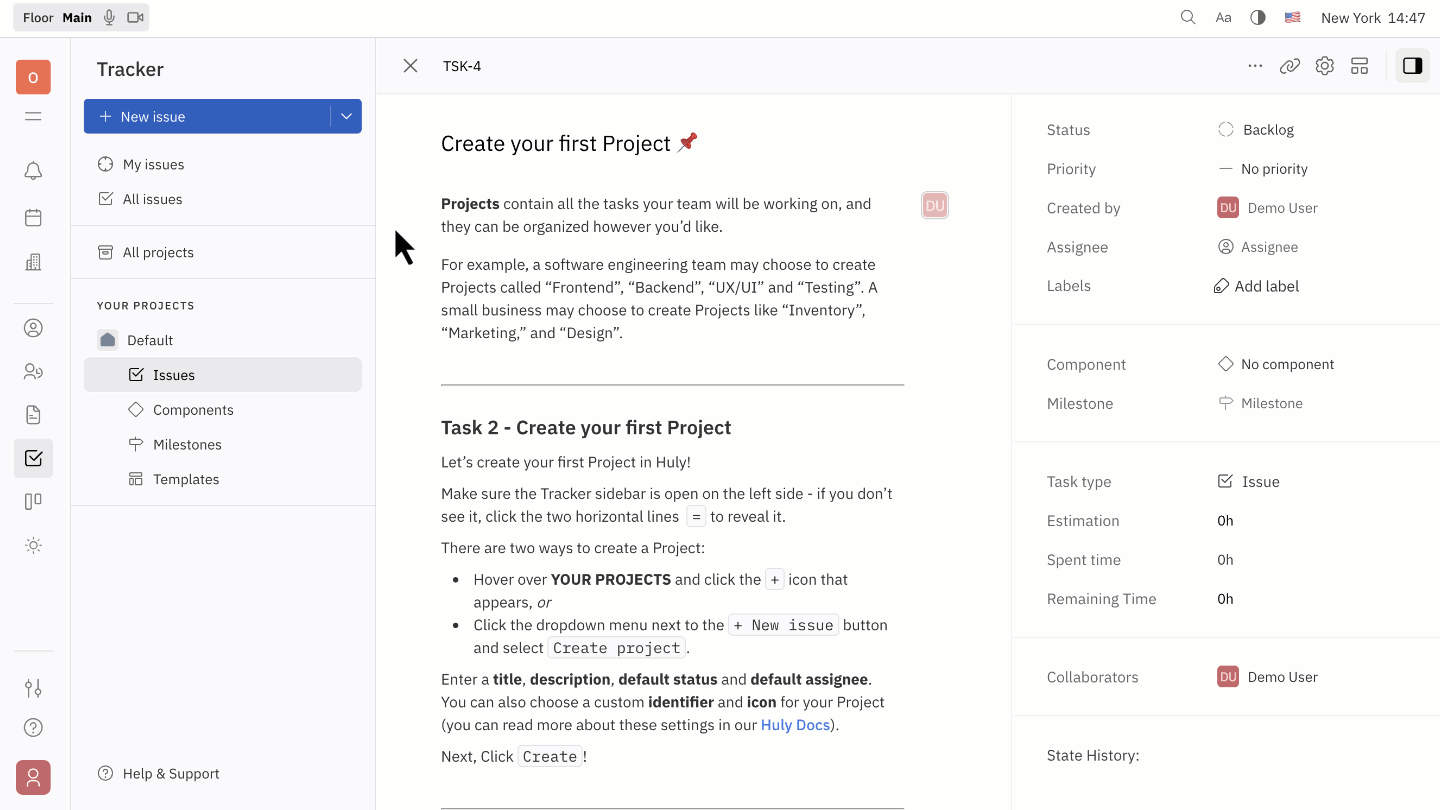 Floor Main
Aa
New York 14:47
O
Tracker
New issue
My issues
All issues
All projects
YOUR PROJECTS
Default
Issues
Components
Milestones
Templates
Help & Support
TSK-4
Create your first Project
Projects contain all the tasks your team will be working on, and
they can be organized however you’d like.
DU
For example, a software engineering team may choose to create
Projects called “Frontend”, “Backend”, “UX/UI” and “Testing”. A
small business may choose to create Projects like “Inventory”,
“Marketing,” and “Design”.
Task 2 - Create your first Project
Let’s create your first Project in Huly!
Make sure the Tracker sidebar is open on the left side - if you don’t
see it, click the two horizontal lines = to reveal it.
There are two ways to create a Project:
• Hover over YOUR PROJECTS and click the + icon that
appears, or
• Click the dropdown menu next to the + New issue button
and select Create project.
Enter a title, description, default status and default assignee.
You can also choose a custom identifier and icon for your Project
(you can read more about these settings in our Huly Docs).
Next, Click Create!
Status Backlog
Priority No priority
Created by DU Demo User
Assignee Assignee
Labels Add label
Component No component
Milestone Milestone
Task type Issue
Estimation 0h
Spent time 0h
Remaining Time 0h
Collaborators DU Demo User
State History: